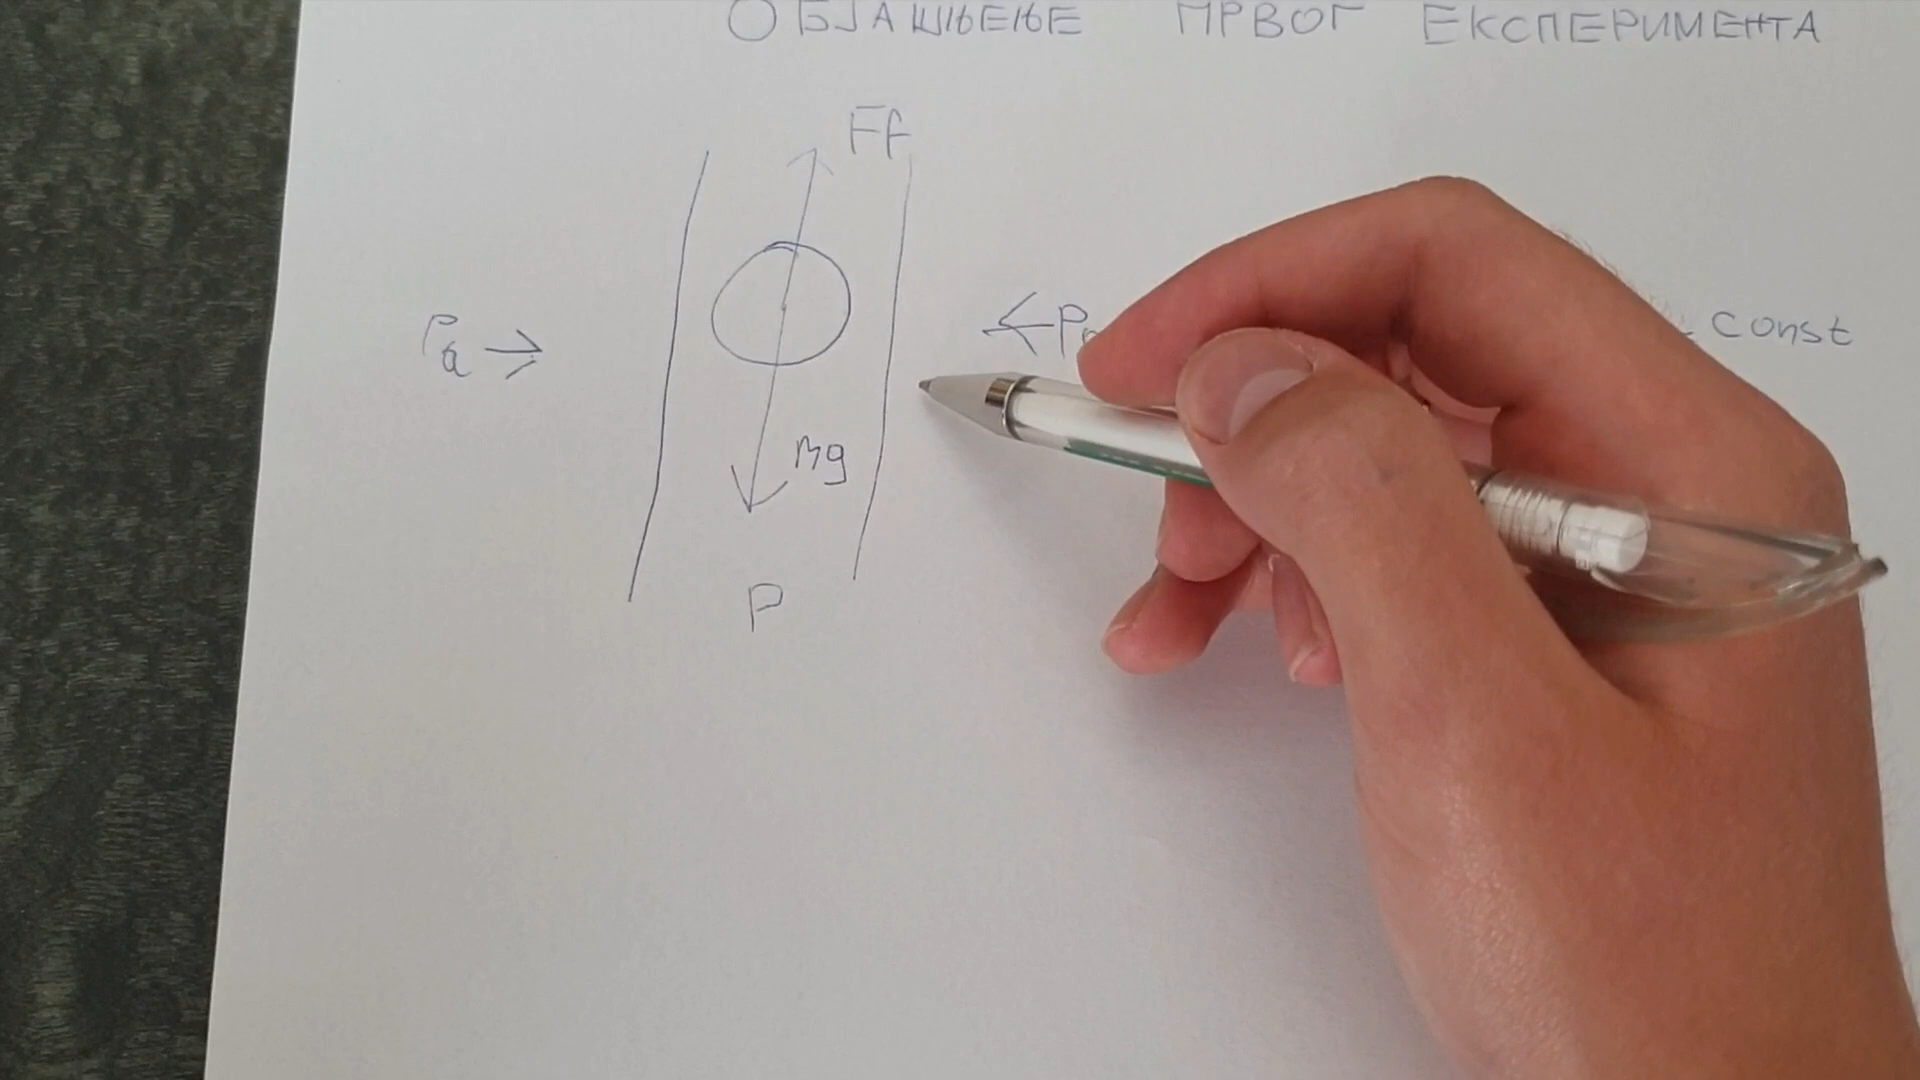 ОБЈАШЊЕЊЕ ПРВОГ ЕКСПЕРИМЕНТА
Ff
Pa → ← const
mg
P